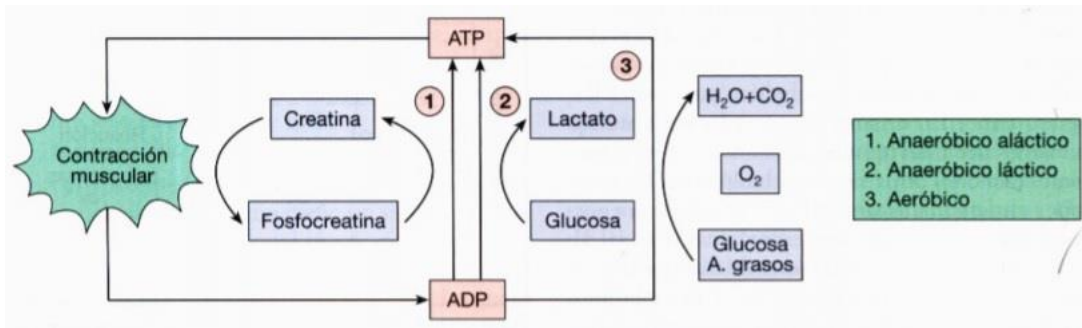 ATP
1
2
3
Creatina
Lactato
H₂O+CO₂
Contracción
muscular
O₂
1. Anaeróbico aláctico
2. Anaeróbico láctico
3. Aeróbico
Fosfocreatina
Glucosa
Glucosa
A. grasos
ADP